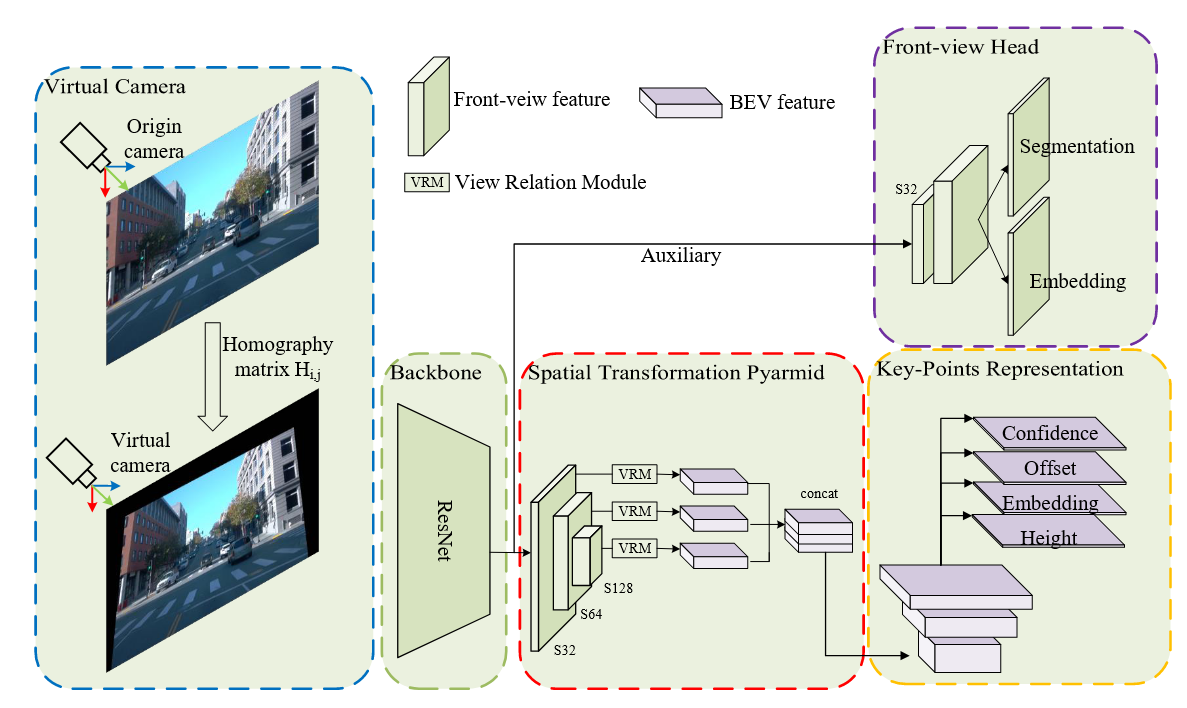 Virtual Camera
Origin
camera
Homography
matrix Hi,j
Virtual
camera
Front-veiw feature
BEV feature
VRM
View Relation Module
Auxiliary
Front-view Head
S32
Segmentation
Embedding
Backbone
ResNet
Spatial Transformation Pyarmid
VRM
VRM
VRM
S128
S64
S32
concat
Key-Points Representation
Confidence
Offset
Embedding
Height